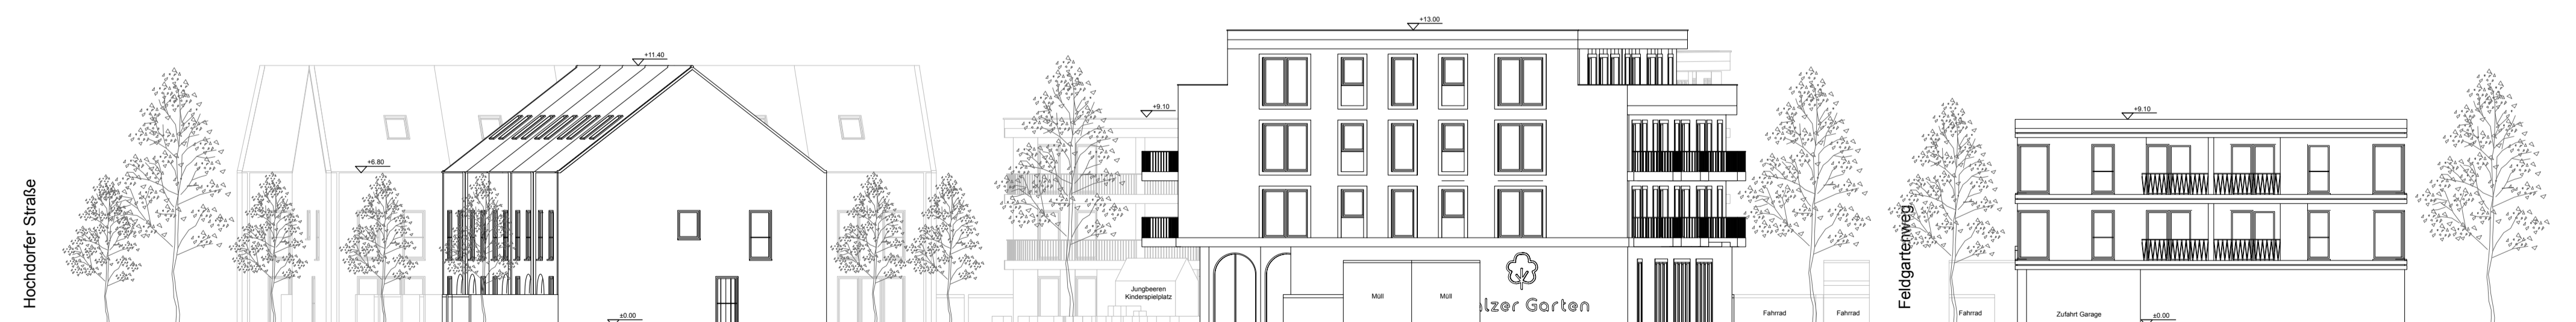 Hochdorfer Straße
+6.80
+11.40
±0.00
+9.10
+13.00
Jungbeeren
Kinderspielplatz
Müll
Müll
lzer Garten
Fahrrad
Fahrrad
Feldgartenweg
Fahrrad
+9.10
Zufahrt Garage
±0.00